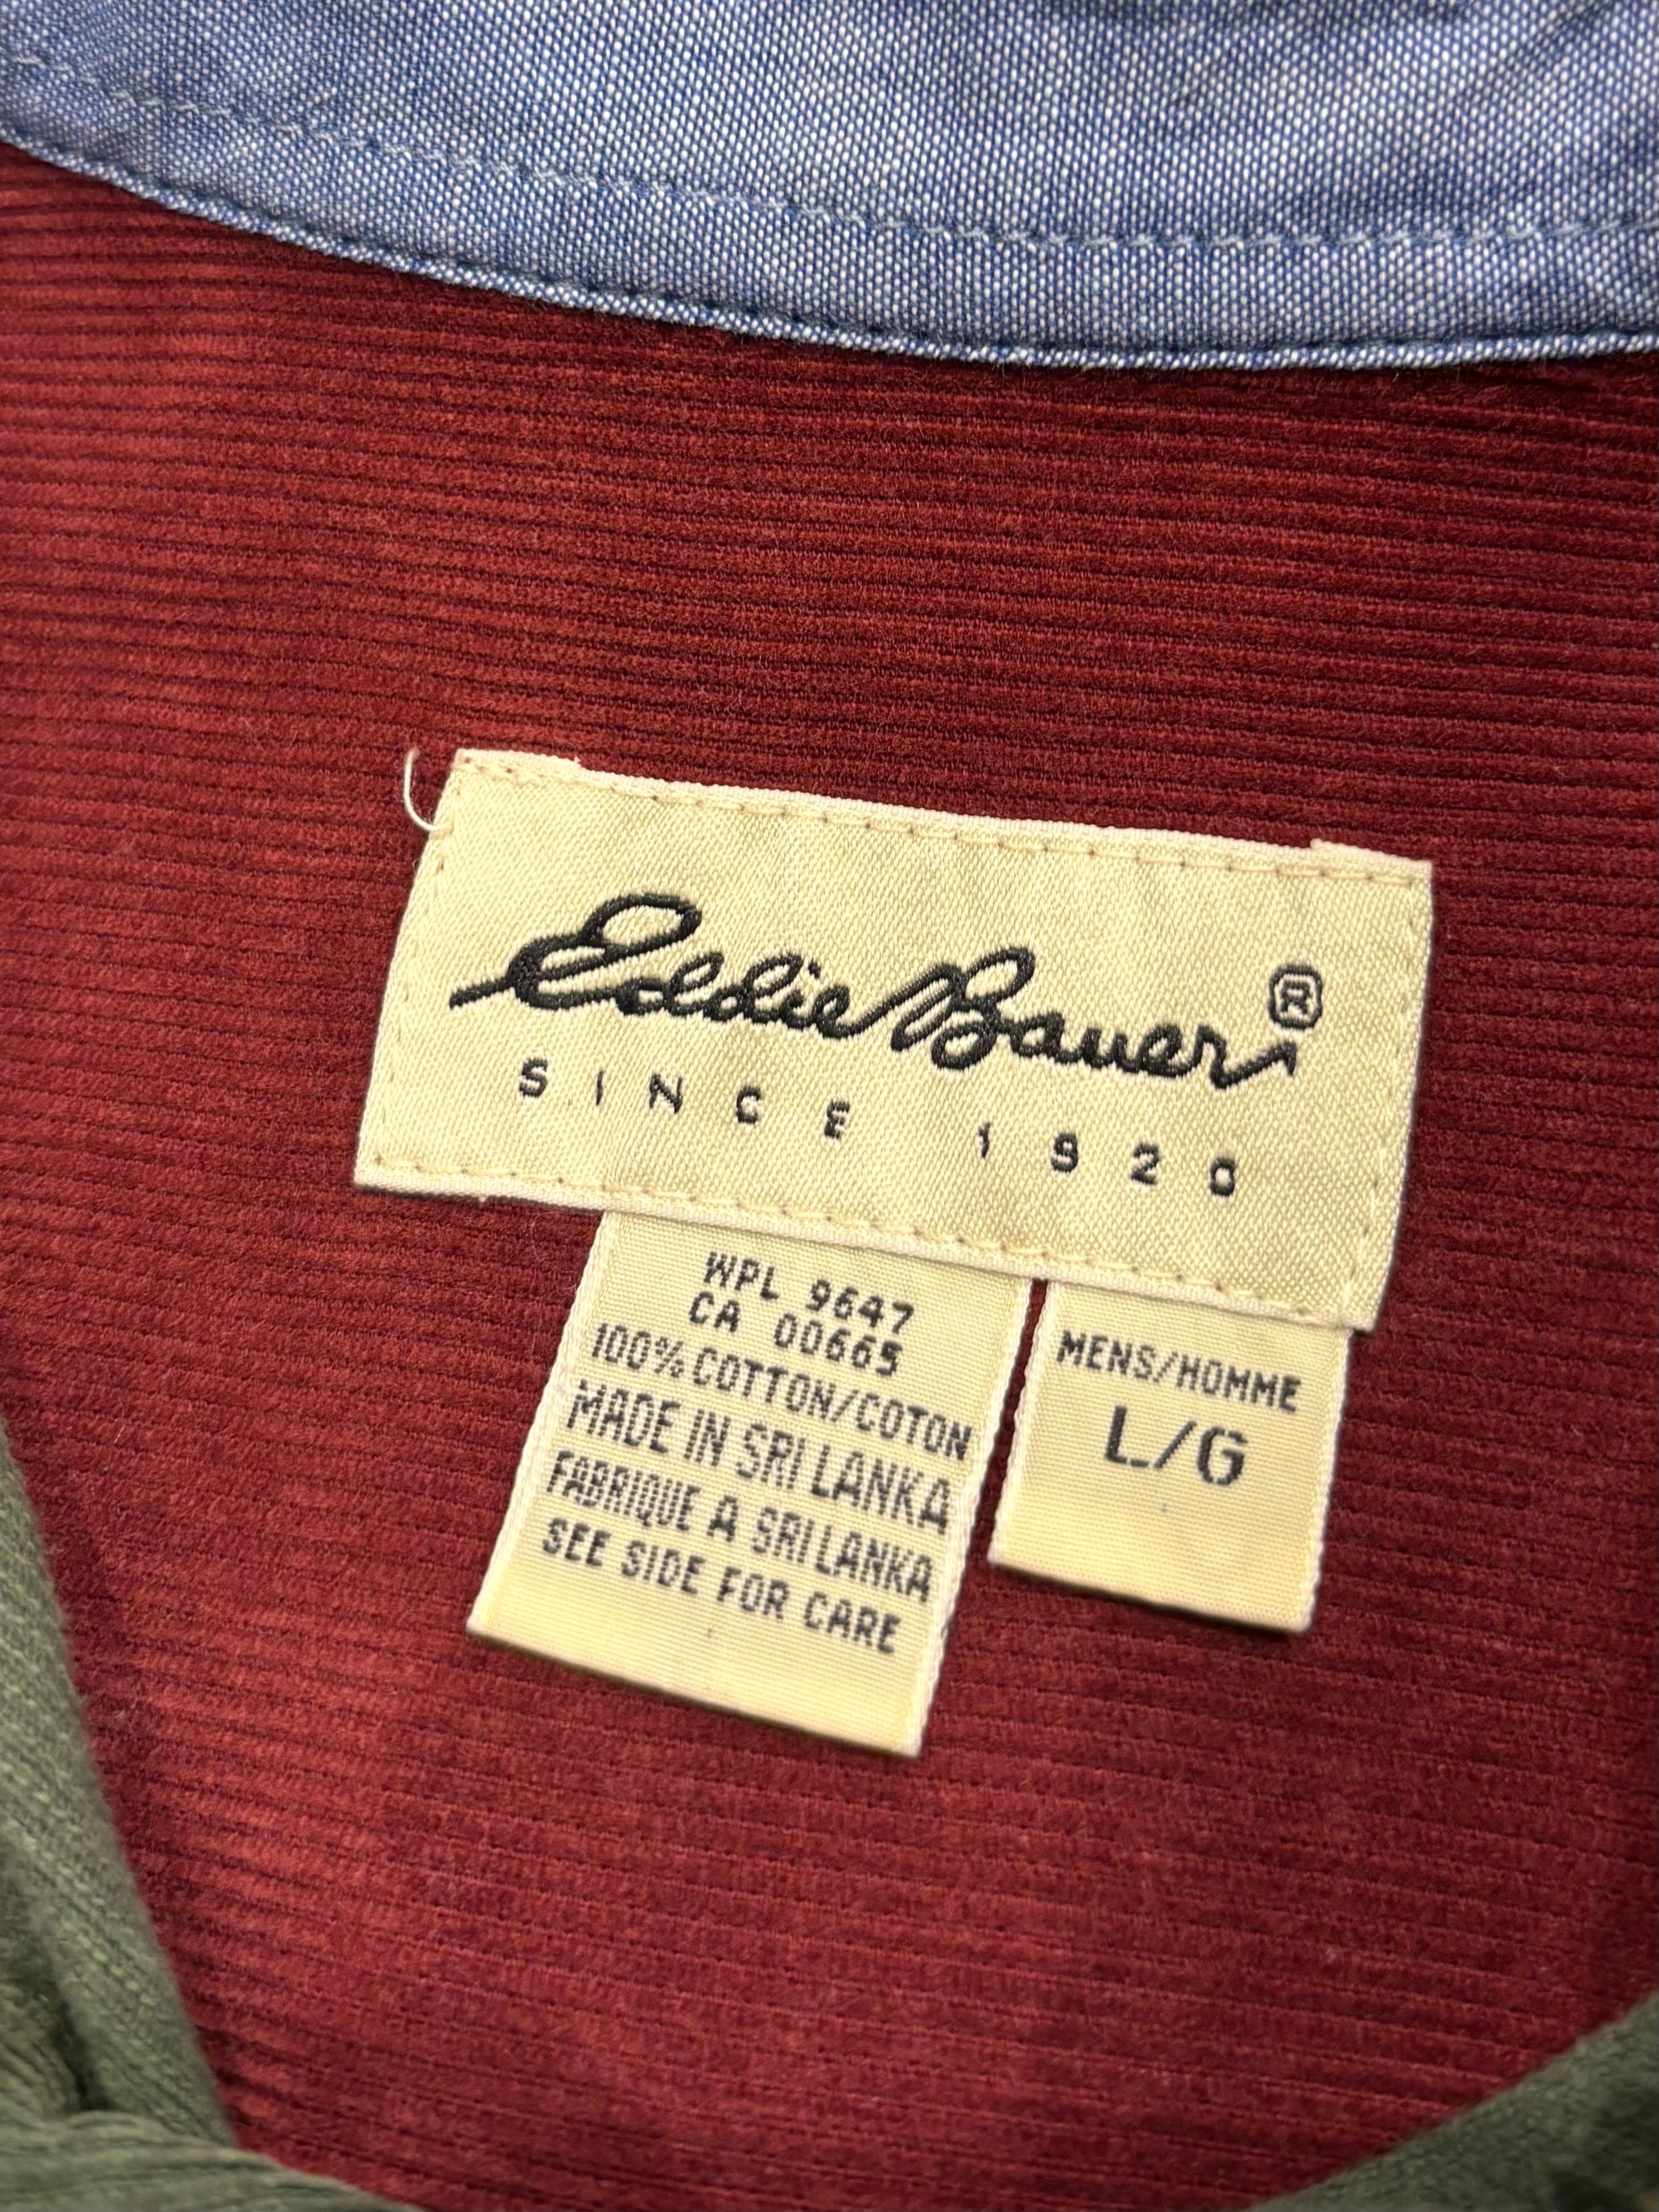 Eddie Bauer ®
SINCE 1920
WPL 9647
CA 00665
100% COTTON/COTON
MADE IN SRI LANKA
FABRIQUE A SRI LANKA
SEE SIDE FOR CARE
MENS/HOMME
L/G